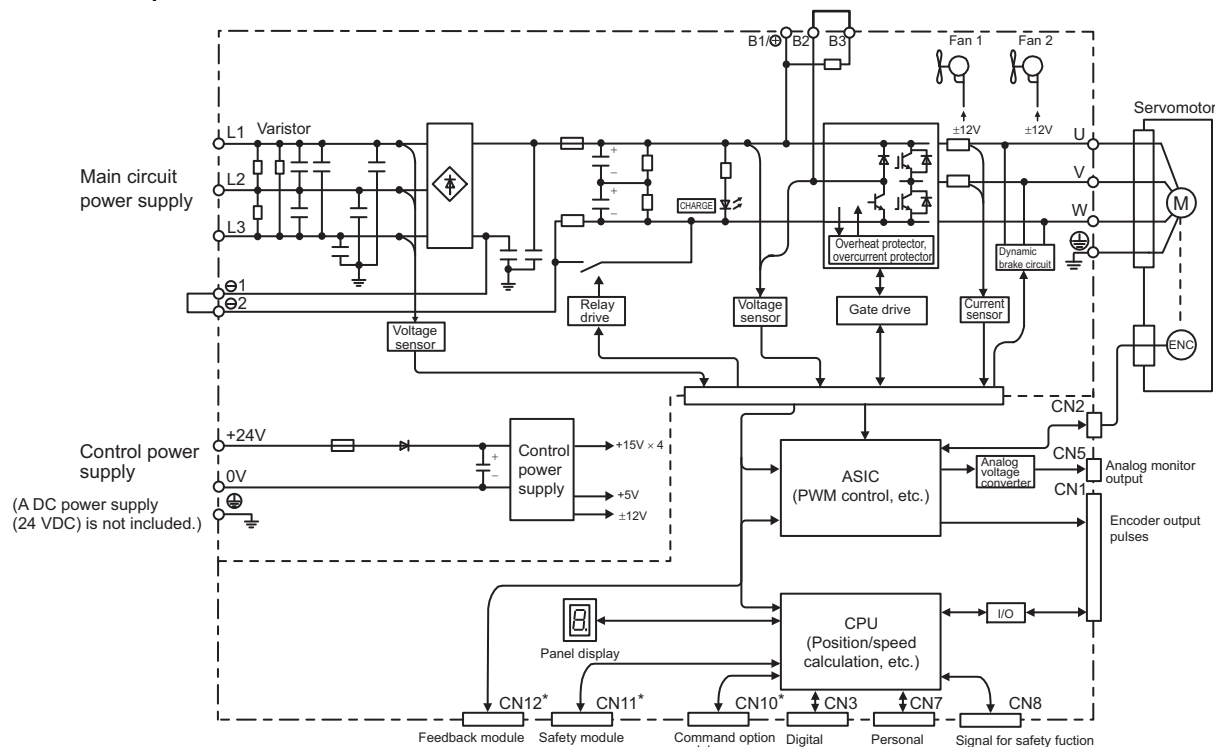 B1/⊕ B2 B3
Fan 1 Fan 2
±12V ±12V
Servomotor
L1 Varistor
L2
L3
Main circuit
power supply
+
−
+
−
CHARGE
Overheat protector,
overcurrent protector
U
V
W
M
Dynamic
brake circuit
⊖1
⊖2
Voltage
sensor
Relay
drive
Voltage
sensor
Gate drive
Current
sensor
ENC
Control power
supply
(A DC power supply
(24 VDC) is not included.)
+24V
0V
+
−
Control
power
supply
+15V × 4
+5V
±12V
ASIC
(PWM control, etc.)
Analog
voltage
converter
CN2
CN5
Analog monitor
output
CN1
Encoder output
pulses
8.
Panel display
CPU
(Position/speed
calculation, etc.)
I/O
CN12* CN11* CN10* CN3 CN7 CN8
Feedback module Safety module Command option Digital Personal Signal for safety fuction